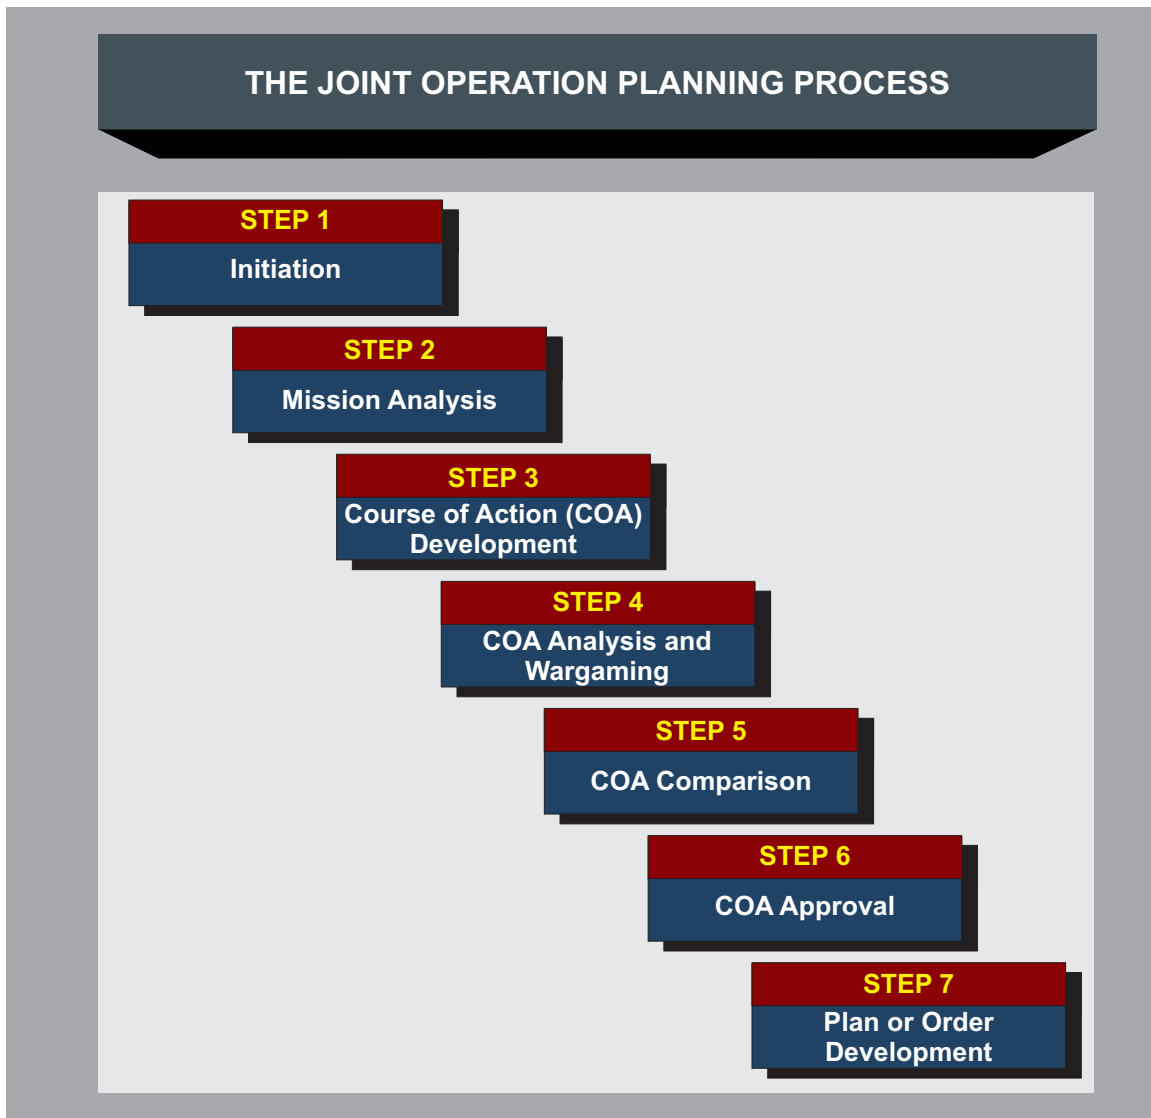 THE JOINT OPERATION PLANNING PROCESS
STEP 1
Initiation
STEP 2
Mission Analysis
STEP 3
Course of Action (COA)
Development
STEP 4
COA Analysis and
Wargaming
STEP 5
COA Comparison
STEP 6
COA Approval
STEP 7
Plan or Order
Development